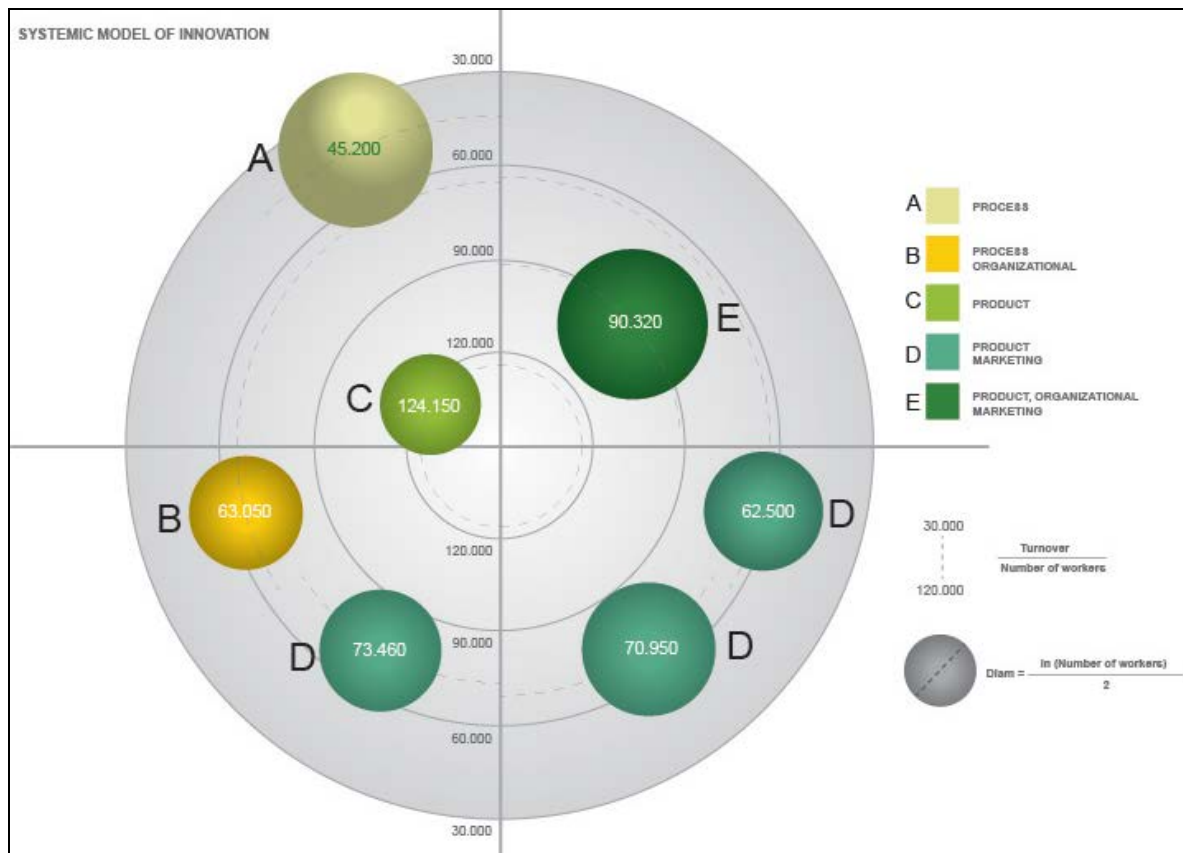 SYSTEMIC MODEL OF INNOVATION
30.000
A
45.200
60.000
90.000
E
90.320
120.000
C
124.150
B
63.050
62.500
D
120.000
D
73.460
90.000
70.950
D
60.000
30.000
A
PROCESS
B
PROCESS
ORGANIZATIONAL
C
PRODUCT
D
PRODUCT
MARKETING
E
PRODUCT, ORGANIZATIONAL
MARKETING
30.000
120.000
Turnover
Number of workers
Diam =
ln (Number of workers)
2